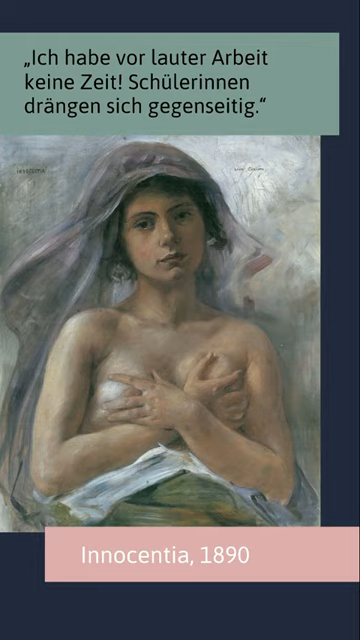 „Ich habe vor lauter Arbeit
keine Zeit! Schülerinnen
drängen sich gegenseitig.“
Innocentia, 1890